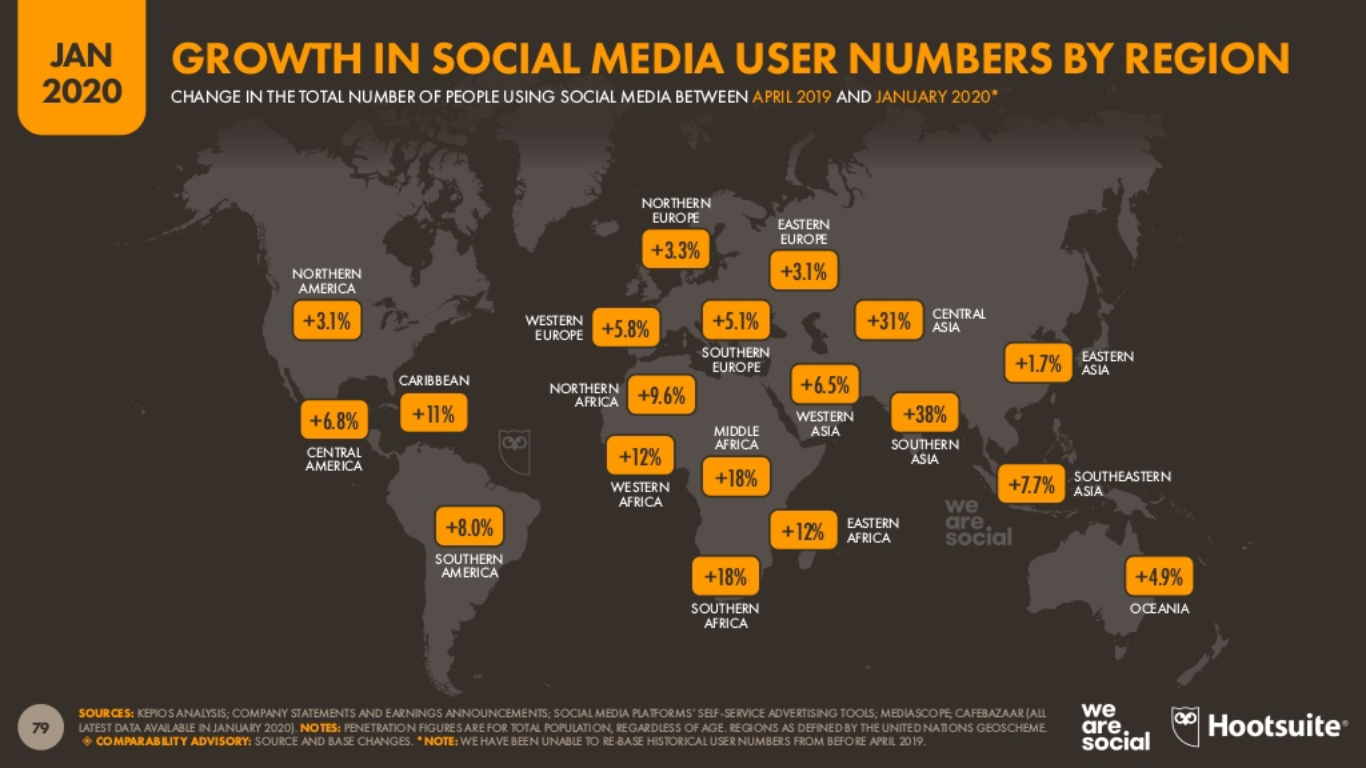 JAN
2020
GROWTH IN SOCIAL MEDIA USER NUMBERS BY REGION
CHANGE IN THE TOTAL NUMBER OF PEOPLE USING SOCIAL MEDIA BETWEEN APRIL 2019 AND JANUARY 2020*
NORTHERN
EUROPE
+3.3%
EASTERN
EUROPE
+3.1%
NORTHERN
AMERICA
+3.1%
WESTERN
EUROPE
+5.8%
+5.1%
SOUTHERN
EUROPE
+31%
CENTRAL
ASIA
+1.7%
EASTERN
ASIA
CARIBBEAN
+11%
NORTHERN
AFRICA
+9.6%
+6.5%
WESTERN
ASIA
+38%
SOUTHERN
ASIA
+6.8%
CENTRAL
AMERICA
+12%
WESTERN
AFRICA
MIDDLE
AFRICA
+18%
+7.7%
SOUTHEASTERN
ASIA
we
are
social
+8.0%
SOUTHERN
AMERICA
+12%
EASTERN
AFRICA
+18%
SOUTHERN
AFRICA
+4.9%
OCEANIA
79
SOURCES: KEPIOS ANALYSIS; COMPANY STATEMENTS AND EARNINGS ANNOUNCEMENTS; SOCIAL MEDIA PLATFORMS' SELF-SERVICE ADVERTISING TOOLS; MEDIASCOPE; CAFEBAZAAR (ALL
LATEST DATA AVAILABLE IN JANUARY 2020). NOTES: PENETRATION FIGURES ARE FOR TOTAL POPULATION, REGARDLESS OF AGE. REGIONS AS DEFINED BY THE UNITED NATIONS GEOSCHEME.
COMPARABILITY ADVISORY: SOURCE AND BASE CHANGES. *NOTE: WE HAVE BEEN UNABLE TO RE-BASE HISTORICAL USER NUMBERS FROM BEFORE APRIL 2019.
we
are
social
Hootsuite®